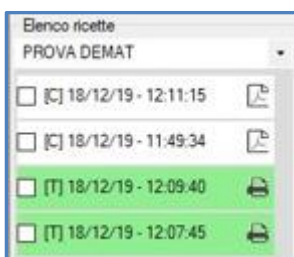 Elenco ricette
PROVA DEMAT
[C] 18/12/19 - 12:11:15
[C] 18/12/19 - 11:49:34
[T] 18/12/19 - 12:09:40
[T] 18/12/19 - 12:07:45